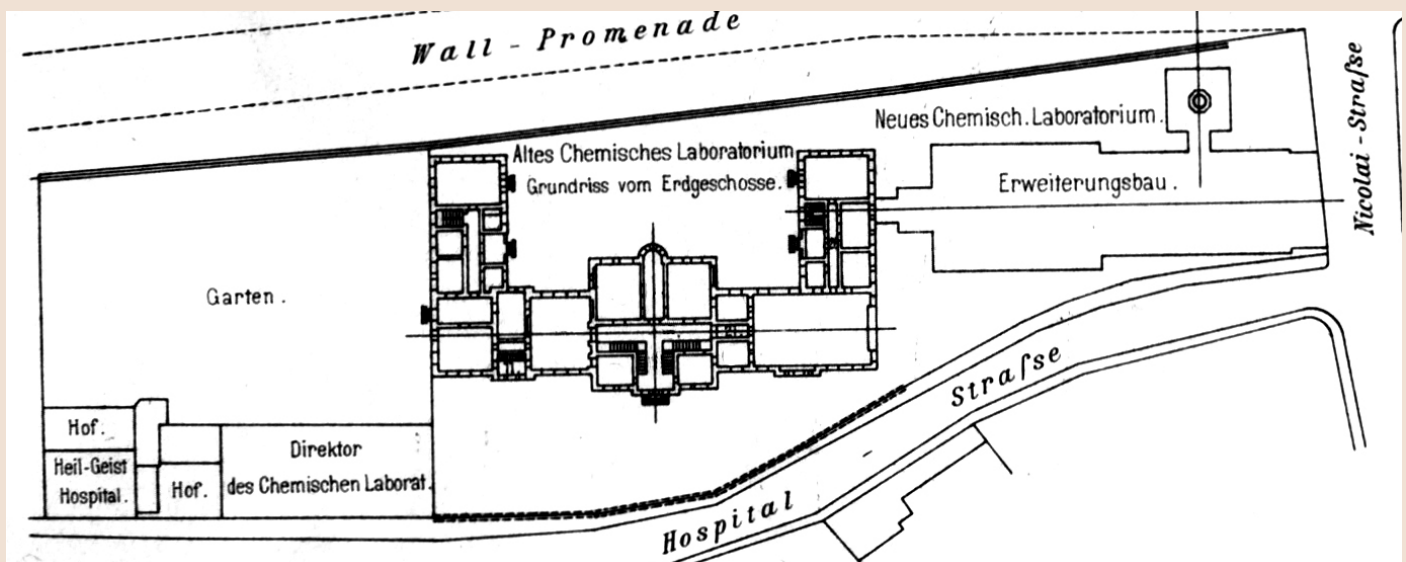 Wall - Promenade
Nicolai - Straſse
Neues Chemisch. Laboratorium.
Altes Chemisches Laboratorium
Grundriss vom Erdgeschosse.
Erweiterungsbau.
Garten.
Hof.
Heil-Geist
Hospital.
Hof.
Direktor
des Chemischen Laborat.
Hospital Straſse